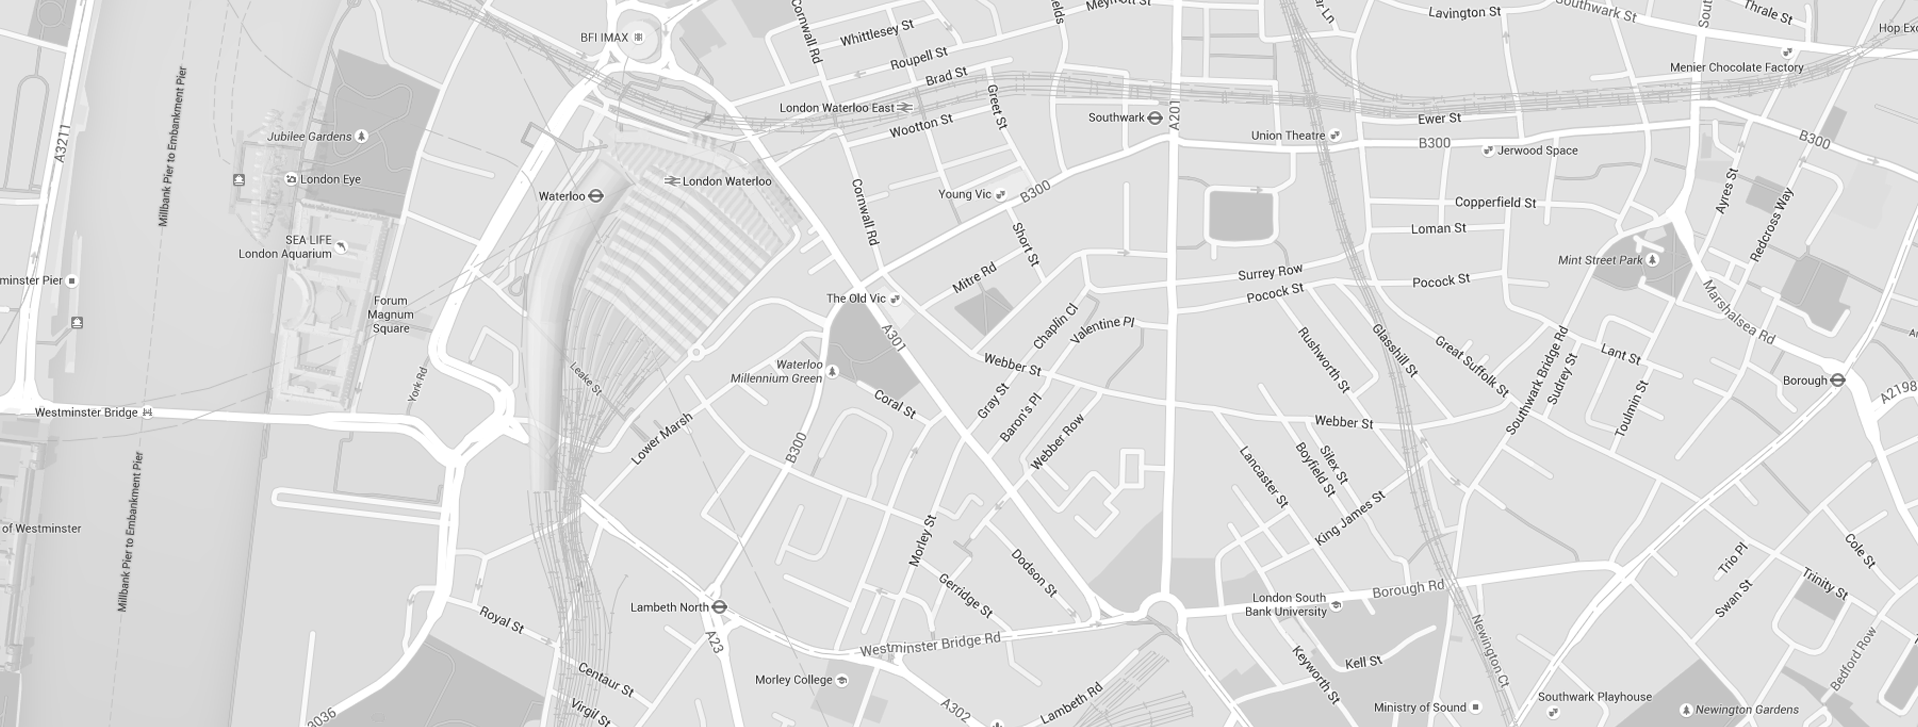 Cornwall Rd
Meymott St
Lavington St
Southwark St
Thrale St
BFI IMAX
Whittlesey St
Hop Exc
Roupell St
Menier Chocolate Factory
Brad St
London Waterloo East
Greet St
Wootton St
Southwark
A201
Ewer St
A3211
Millbank Pier to Embankment Pier
Jubilee Gardens
Union Theatre
B300
Jerwood Space
B300
London Eye
London Waterloo
Waterloo
Young Vic
B300
Cornwall Rd
Copperfield St
Ayres St
Redcross Way
Loman St
SEA LIFE
London Aquarium
Short St
Mint Street Park
minster Pier
Mitre Rd
Surrey Row
Pocock St
Pocock St
The Old Vic
Forum
Magnum
Square
Chaplin Cl
Valentine Pl
Marshalsea Rd
A301
Rushworth St
Glasshill St
Great Suffolk St
Southwark Bridge Rd
Sudrey St
Lant St
Toulmin St
Waterloo
Millennium Green
Webber St
Leake St
York Rd
Borough
A2198
Coral St
Gray St
Baron's Pl
Westminster Bridge
Webber St
Lower Marsh
Webber Row
B300
Silex St
Boyfield St
Lancaster St
Millbank Pier to Embankment Pier
King James St
of Westminster
Morley St
Dodson St
Trio Pl
Cole St
Trinity St
Swan St
Gerridge St
Borough Rd
London South
Bank University
Lambeth North
Royal St
A23
Westminster Bridge Rd
Newington Ct
Bedford Row
Centaur St
Morley College
Kell St
Keyworth St
Lambeth Rd
Southwark Playhouse
Ministry of Sound
Newington Gardens
Virgil St
A302
3036